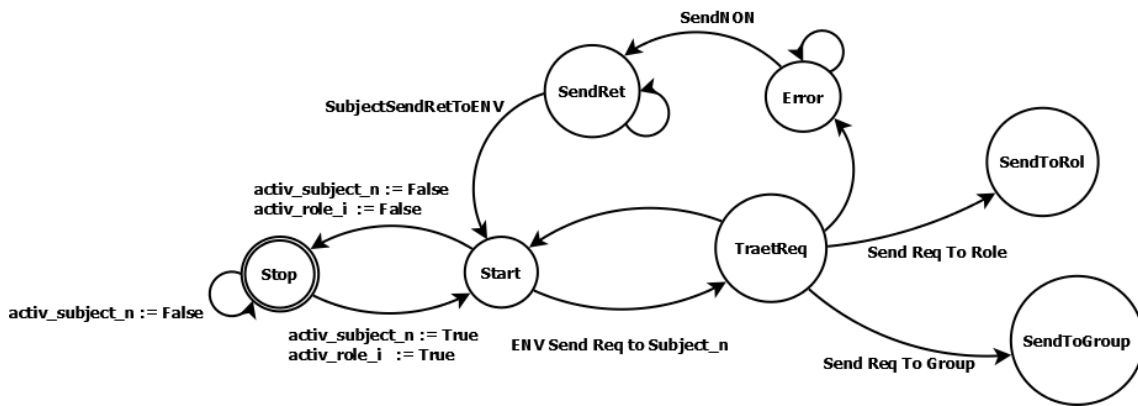 SendNON
SendRet
Error
SubjectSendRetToENV
SendToRol
activ_subject_n := False
activ_role_i := False
Stop
Start
TraetReq
Send Req To Role
activ_subject_n := False
activ_subject_n := True
activ_role_i := True
ENV Send Req to Subject_n
Send Req To Group
SendToGroup